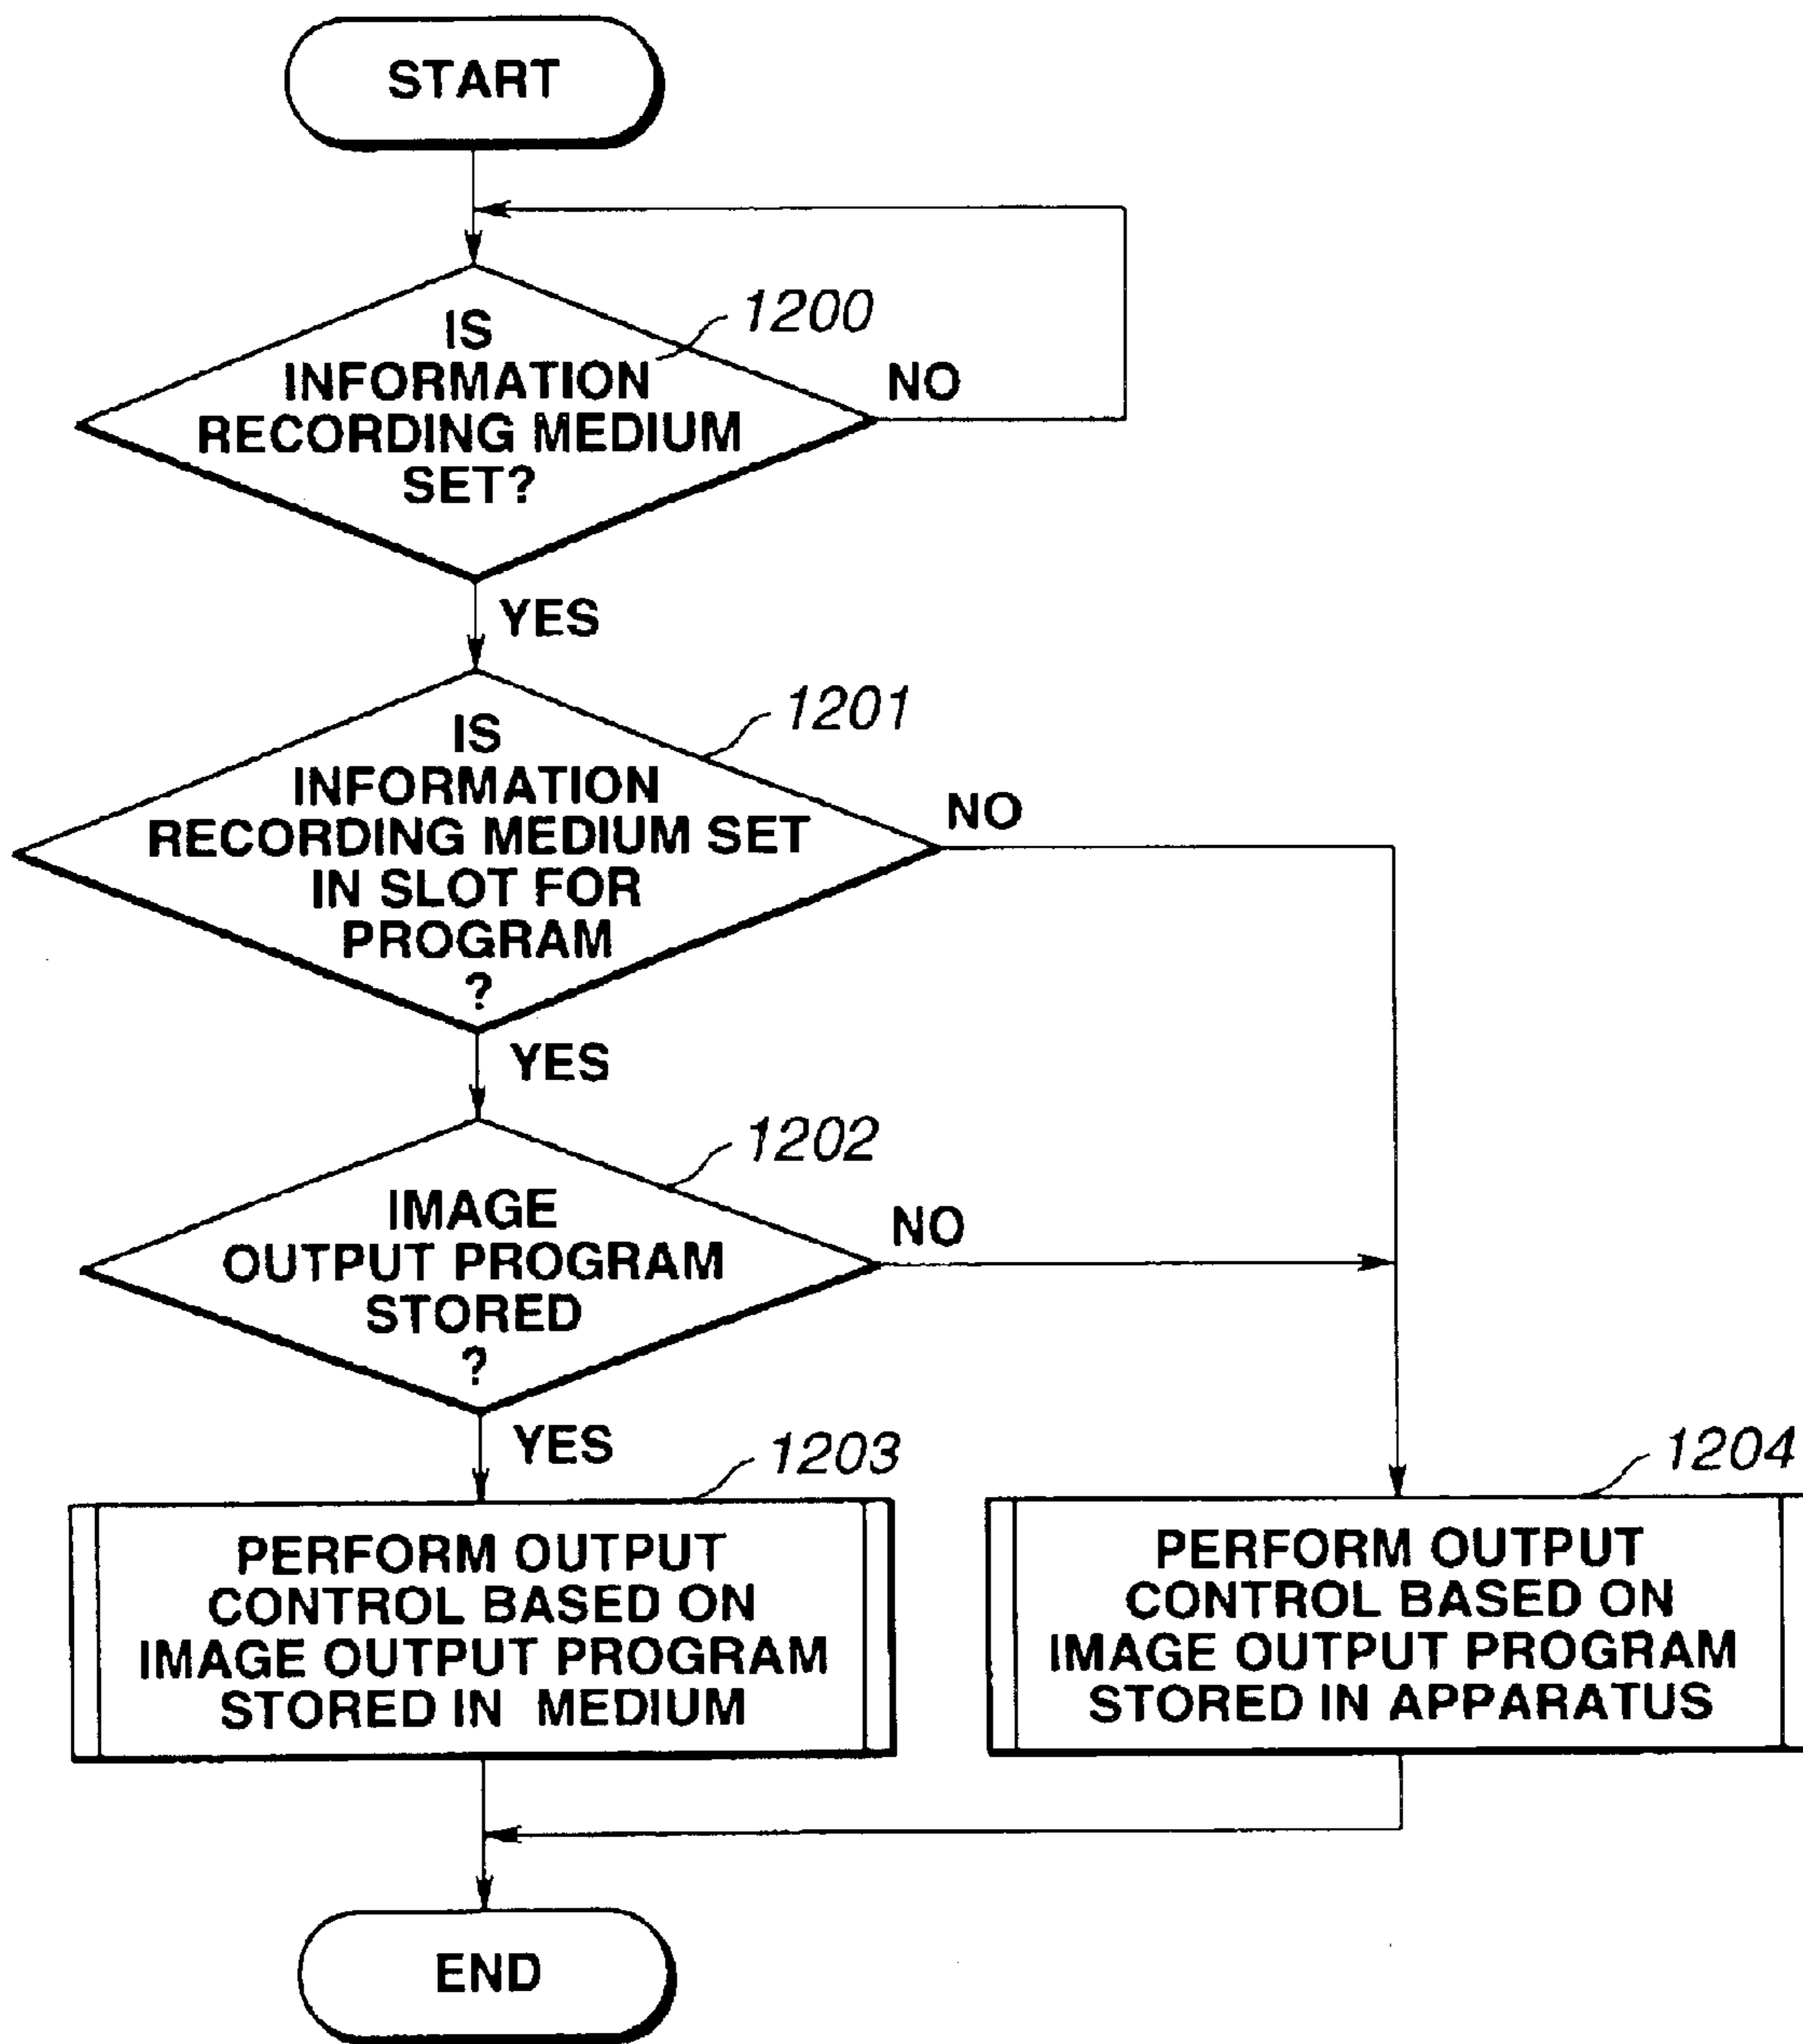 START
1200
IS
INFORMATION
RECORDING MEDIUM
SET?
NO
YES
1201
IS
INFORMATION
RECORDING MEDIUM SET
IN SLOT FOR
PROGRAM
?
NO
YES
1202
IMAGE
OUTPUT PROGRAM
STORED
?
NO
YES
1203
PERFORM OUTPUT
CONTROL BASED ON
IMAGE OUTPUT PROGRAM
STORED IN MEDIUM
1204
PERFORM OUTPUT
CONTROL BASED ON
IMAGE OUTPUT PROGRAM
STORED IN APPARATUS
END